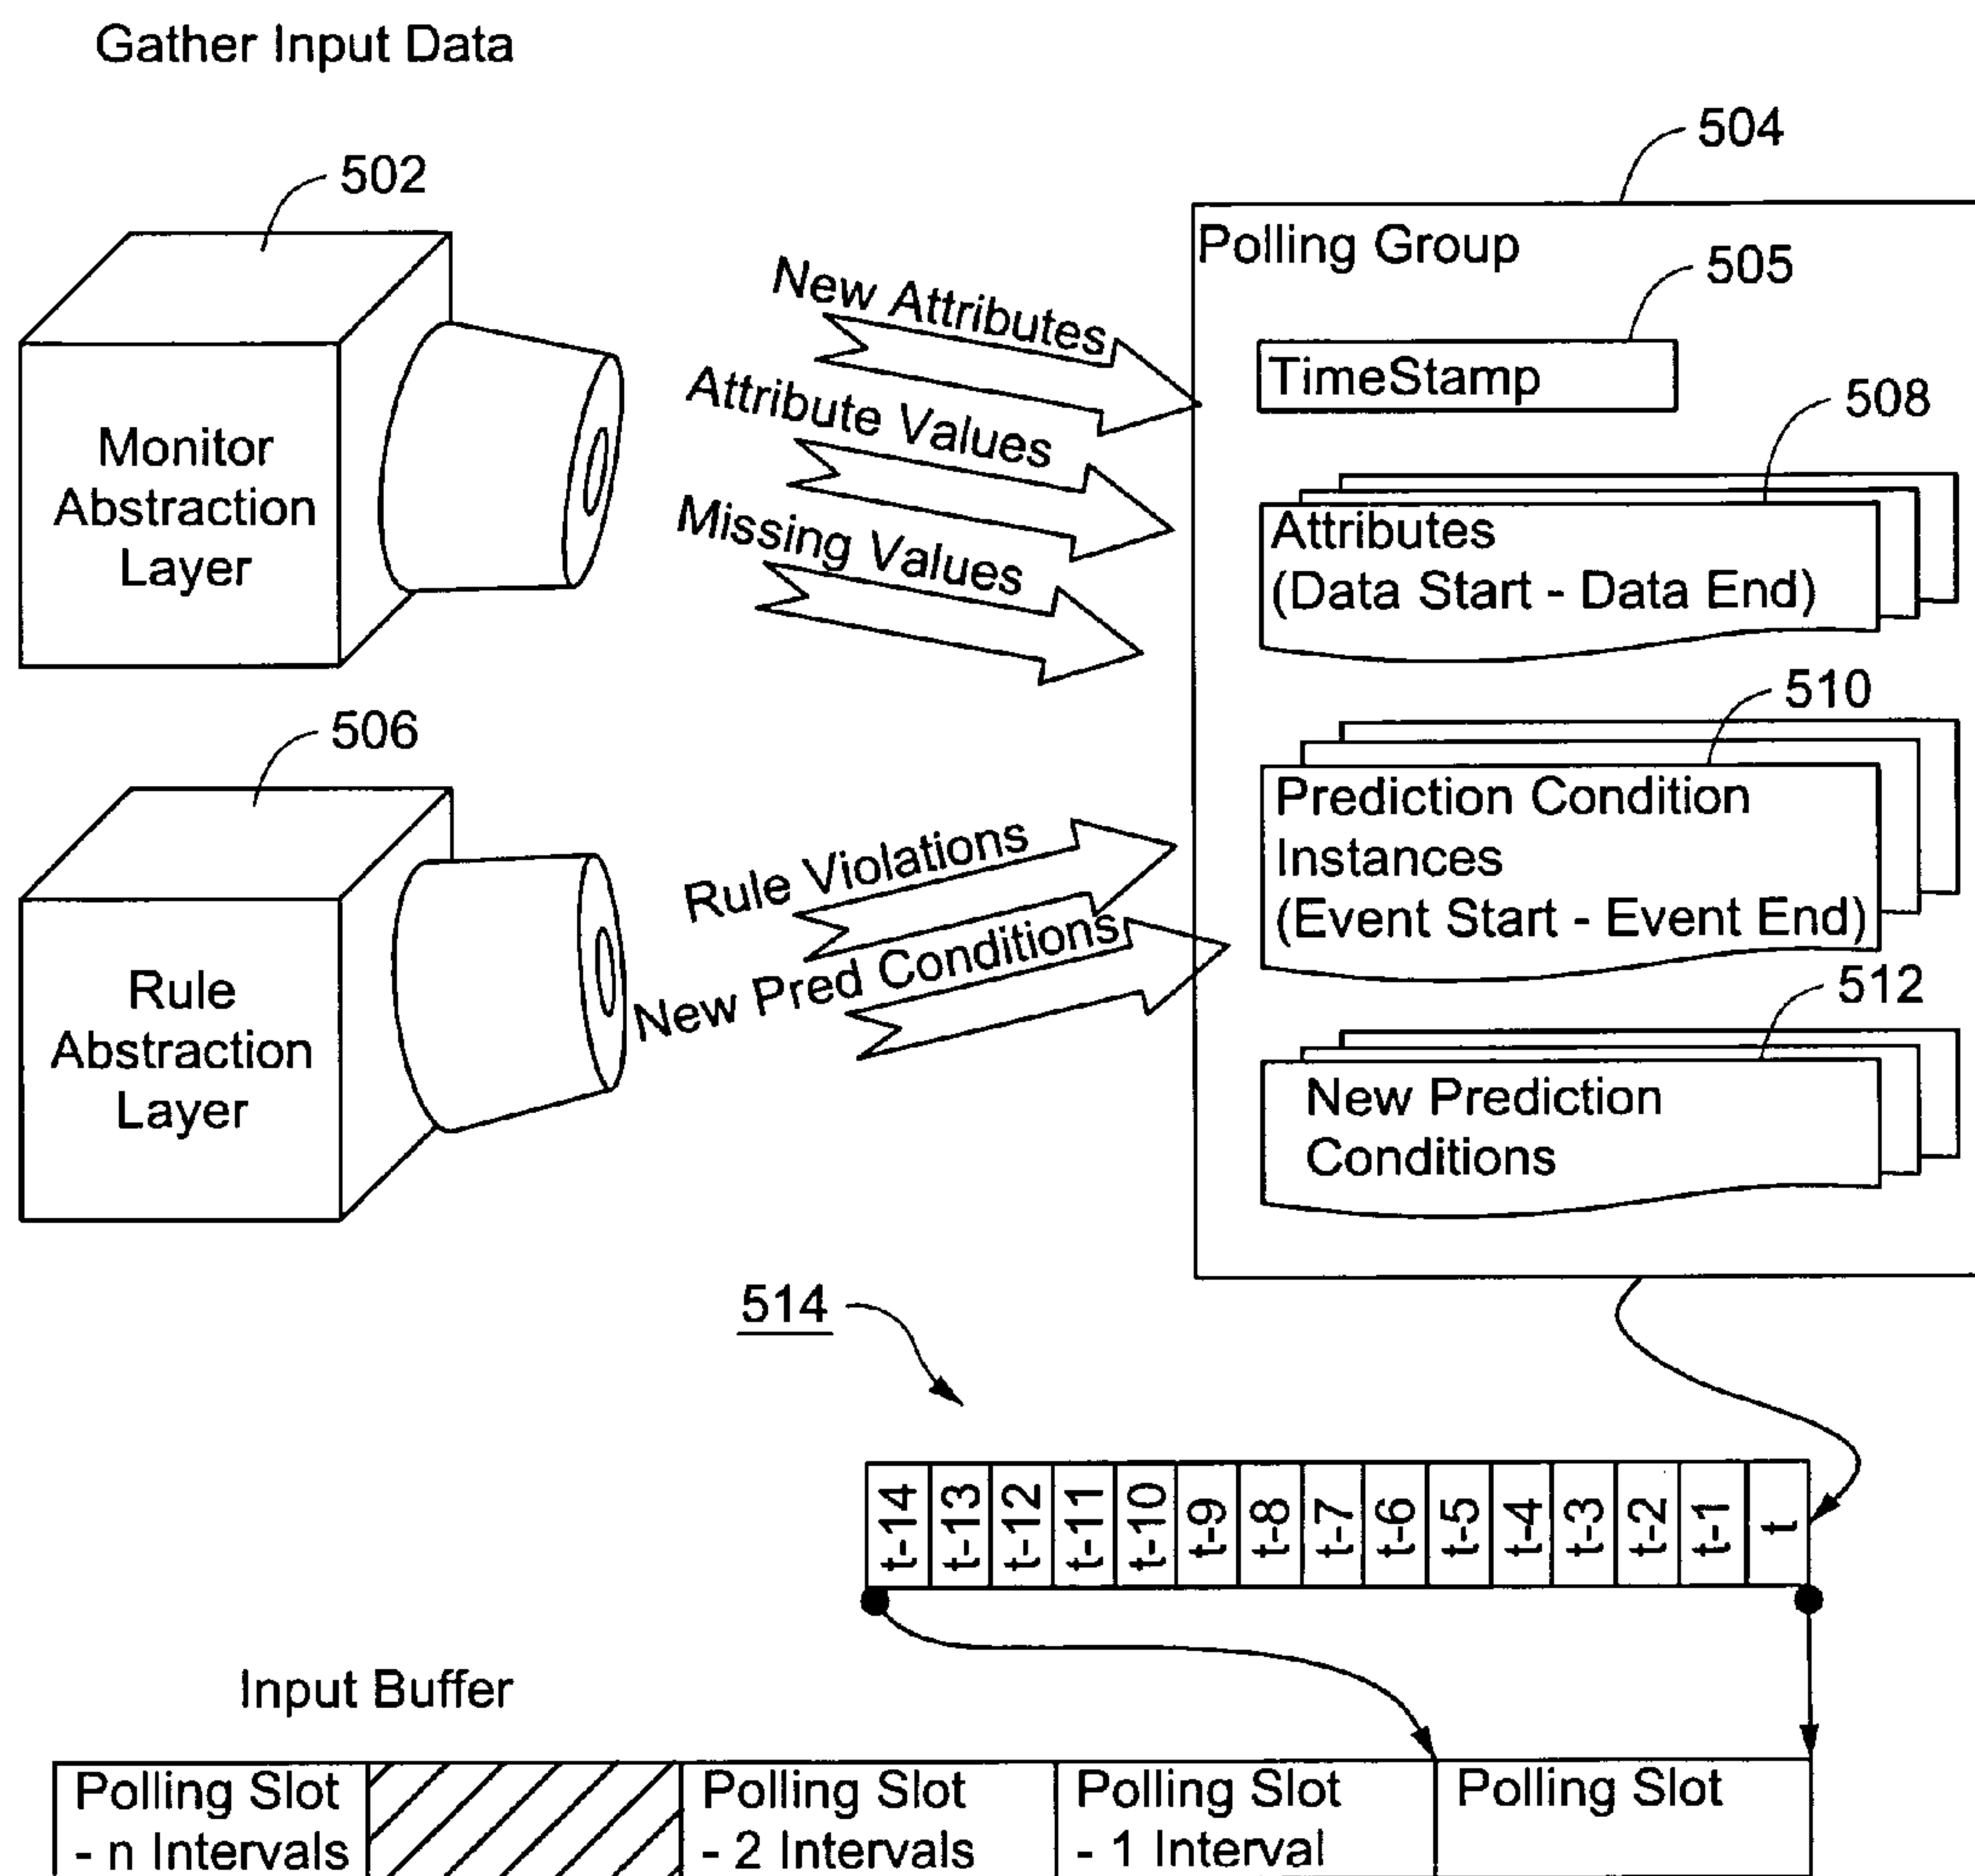 Gather Input Data
502
Monitor
Abstraction
Layer
New Attributes
Attribute Values
Missing Values
504
Polling Group
505
TimeStamp
508
Attributes
(Data Start - Data End)
506
Rule
Abstraction
Layer
Rule Violations
New Pred Conditions
510
Prediction Condition
Instances
(Event Start - Event End)
512
New Prediction
Conditions
514
t-14
t-13
t-12
t-11
t-10
t-9
t-8
t-7
t-6
t-5
t-4
t-3
t-2
t-1
t
Input Buffer
Polling Slot
- n Intervals
Polling Slot
- 2 Intervals
Polling Slot
- 1 Interval
Polling Slot